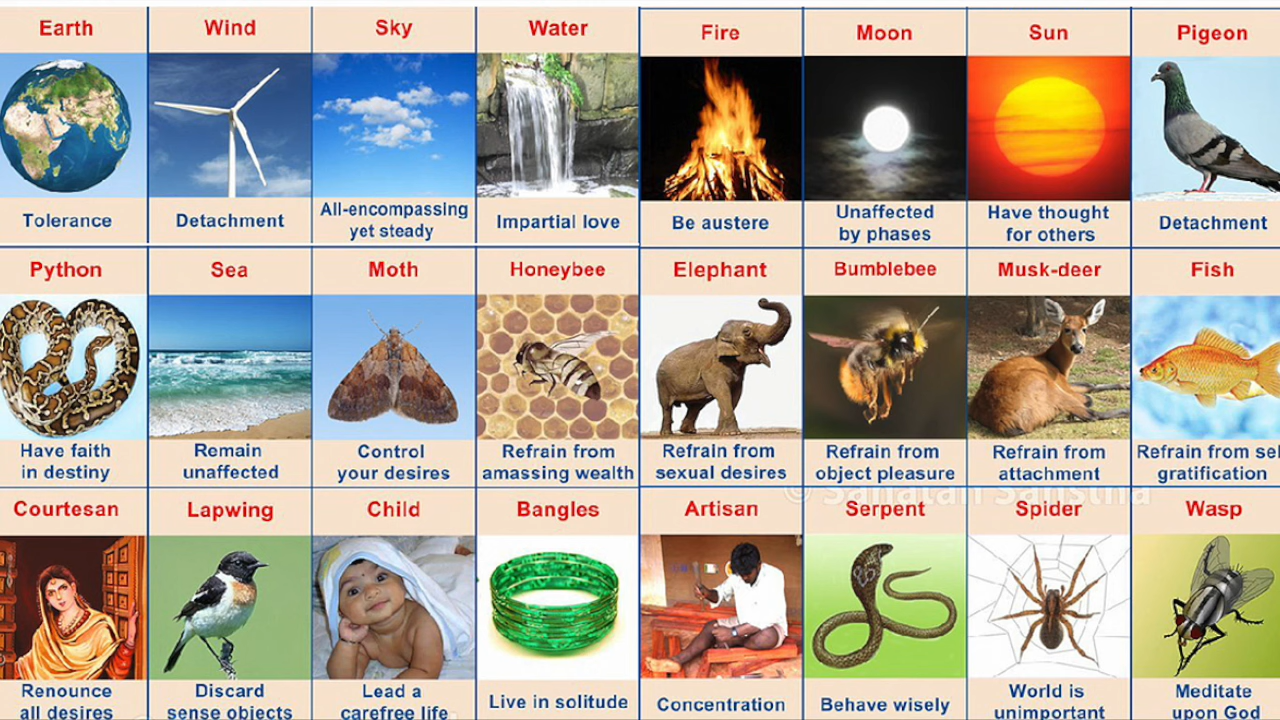 Earth
Wind
Sky
Water
Fire
Moon
Sun
Pigeon
Tolerance
Detachment
All-encompassing
yet steady
Impartial love
Be austere
Unaffected
by phases
Have thought
for others
Detachment
Python
Sea
Moth
Honeybee
Elephant
Bumblebee
Musk-deer
Fish
Have faith
in destiny
Remain
unaffected
Control
your desires
Refrain from
amassing wealth
Refrain from
sexual desires
Refrain from
object pleasure
Refrain from
attachment
Refrain from sel
gratification
© Sanatan Sanstha
Courtesan
Lapwing
Child
Bangles
Artisan
Serpent
Spider
Wasp
Renounce
all desires
Discard
sense objects
Lead a
carefree life
Live in solitude
Concentration
Behave wisely
World is
unimportant
Meditate
upon God